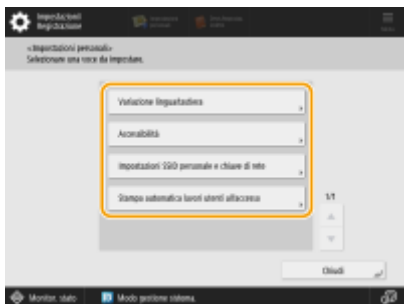 Impostazioni/
Registrazione
<Impostazioni personali>
Selezionare una voce da impostare.
Variazione lingua/tastiera
Accessibilità
Impostazioni SSID personale e chiave di rete
Stampa automatica lavori utenti all'accesso
1/1
Chiudi
Monitor. stato
Modo gestione sistema.